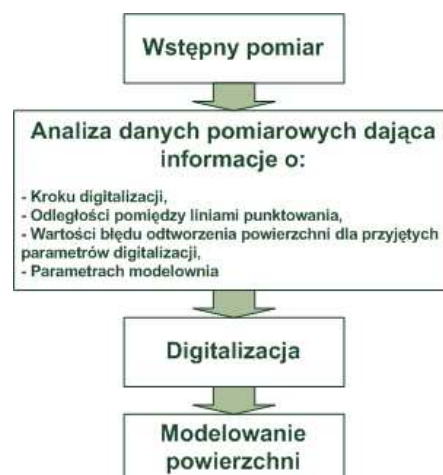 Wstępny pomiar
Analiza danych pomiarowych dająca
informacje o:
- Kroku digitalizacji,
- Odległości pomiędzy liniami punktowania,
- Wartości błędu odtworzenia powierzchni dla przyjętych
parametrów digitalizacji,
- Parametrach modelownia
Digitalizacja
Modelowanie
powierzchni